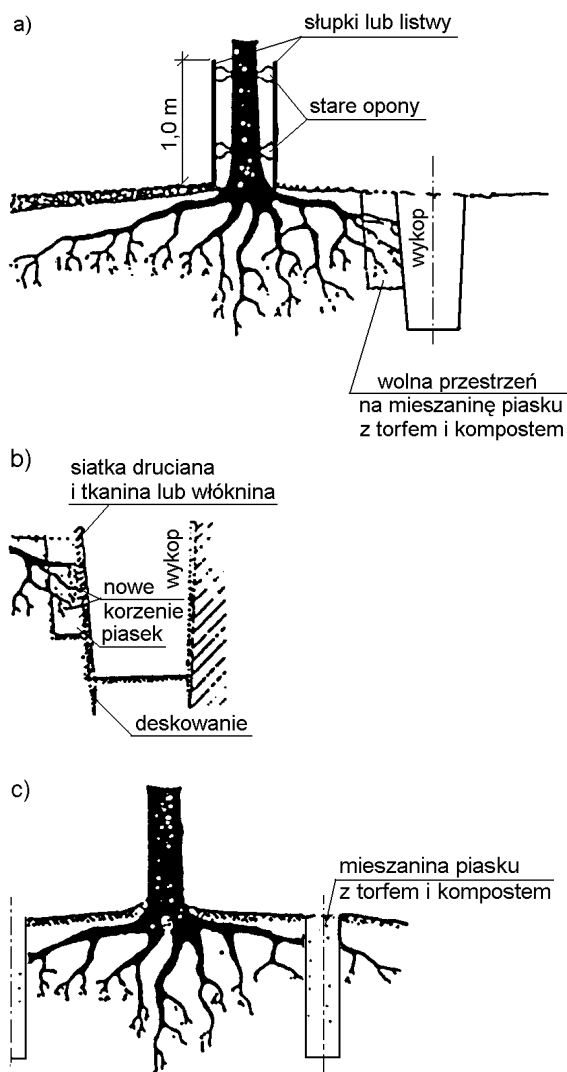 a)
słupki lub listwy
stare opony
1,0 m
wykop
wolna przestrzeń
na mieszaninę piasku
z torfem i kompostem
b)
siatka druciana
i tkanina lub włóknina
wykop
nowe
korzenie
piasek
deskowanie
c)
mieszanina piasku
z torfem i kompostem